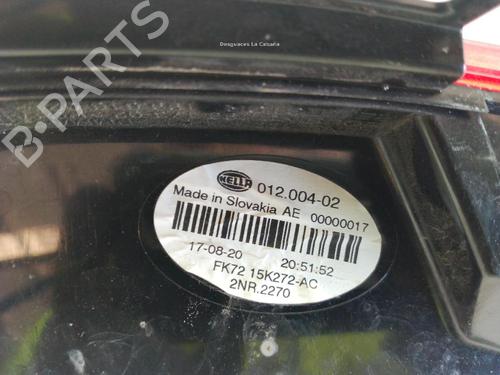 Desguaces La Cabaña
B-PARTS
HELLA 012.004-02
Made in Slovakia AE 00000017
17-08-20 20:51:52
FK72 15K272-AC
2NR.2270